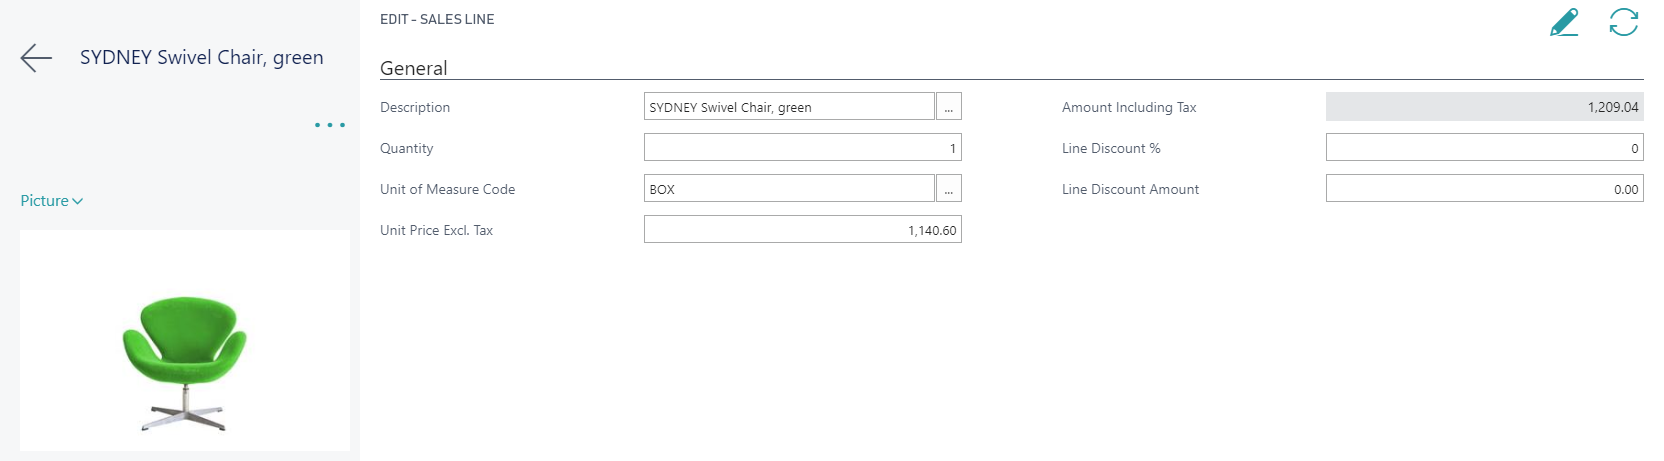 SYDNEY Swivel Chair, green
...
Picture
EDIT - SALES LINE
General
Description SYDNEY Swivel Chair, green ...
Quantity 1
Unit of Measure Code BOX ...
Unit Price Excl. Tax 1,140.60
Amount Including Tax 1,209.04
Line Discount % 0
Line Discount Amount 0.00